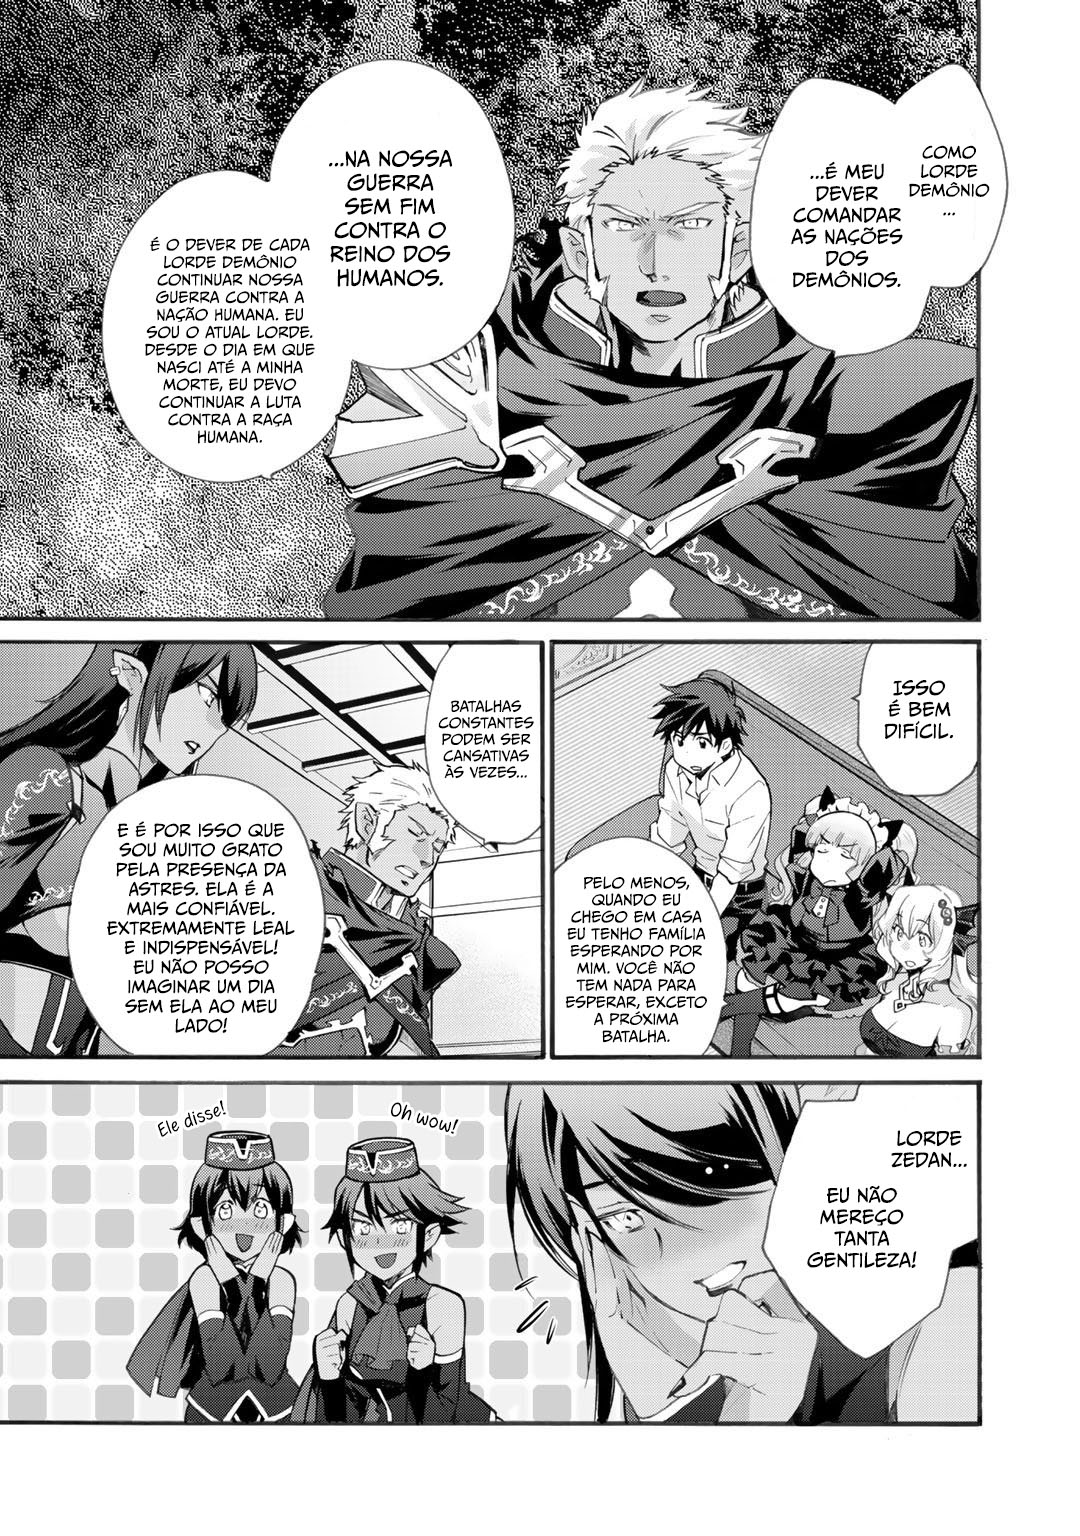 COMO
LORDE
DEMÔNIO
...
...É MEU
DEVER
COMANDAR
AS NAÇÕES
DOS
DEMÔNIOS.
...NA NOSSA
GUERRA
SEM FIM
CONTRA O
REINO DOS
HUMANOS.
É O DEVER DE CADA
LORDE DEMÔNIO
CONTINUAR NOSSA
GUERRA CONTRA A
NAÇÃO HUMANA. EU
SOU O ATUAL LORDE.
DESDE O DIA EM QUE
NASCI ATÉ A MINHA
MORTE, EU DEVO
CONTINUAR A LUTA
CONTRA A RAÇA
HUMANA.
ISSO
É BEM
DIFÍCIL.
PELO MENOS,
QUANDO EU
CHEGO EM CASA
EU TENHO FAMÍLIA
ESPERANDO POR
MIM. VOCÊ NÃO
TEM NADA PARA
ESPERAR, EXCETO
A PRÓXIMA
BATALHA.
BATALHAS
CONSTANTES
PODEM SER
CANSATIVAS
ÀS VEZES...
E É POR ISSO QUE
SOU MUITO GRATO
PELA PRESENÇA DA
ASTRES. ELA É A
MAIS CONFIÁVEL.
EXTREMAMENTE LEAL
E INDISPENSÁVEL!
EU NÃO POSSO
IMAGINAR UM DIA
SEM ELA AO MEU
LADO!
LORDE
ZEDAN...
EU NÃO
MEREÇO
TANTA
GENTILEZA!
Oh wow!
Ele disse!